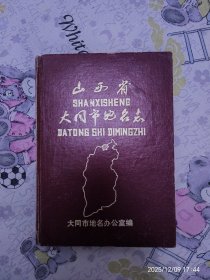 山西省
SHANXISHENG
大同市地名志
DATONG SHI DIMINGZHI
大同市地名办公室编
2025/12/09 17:44